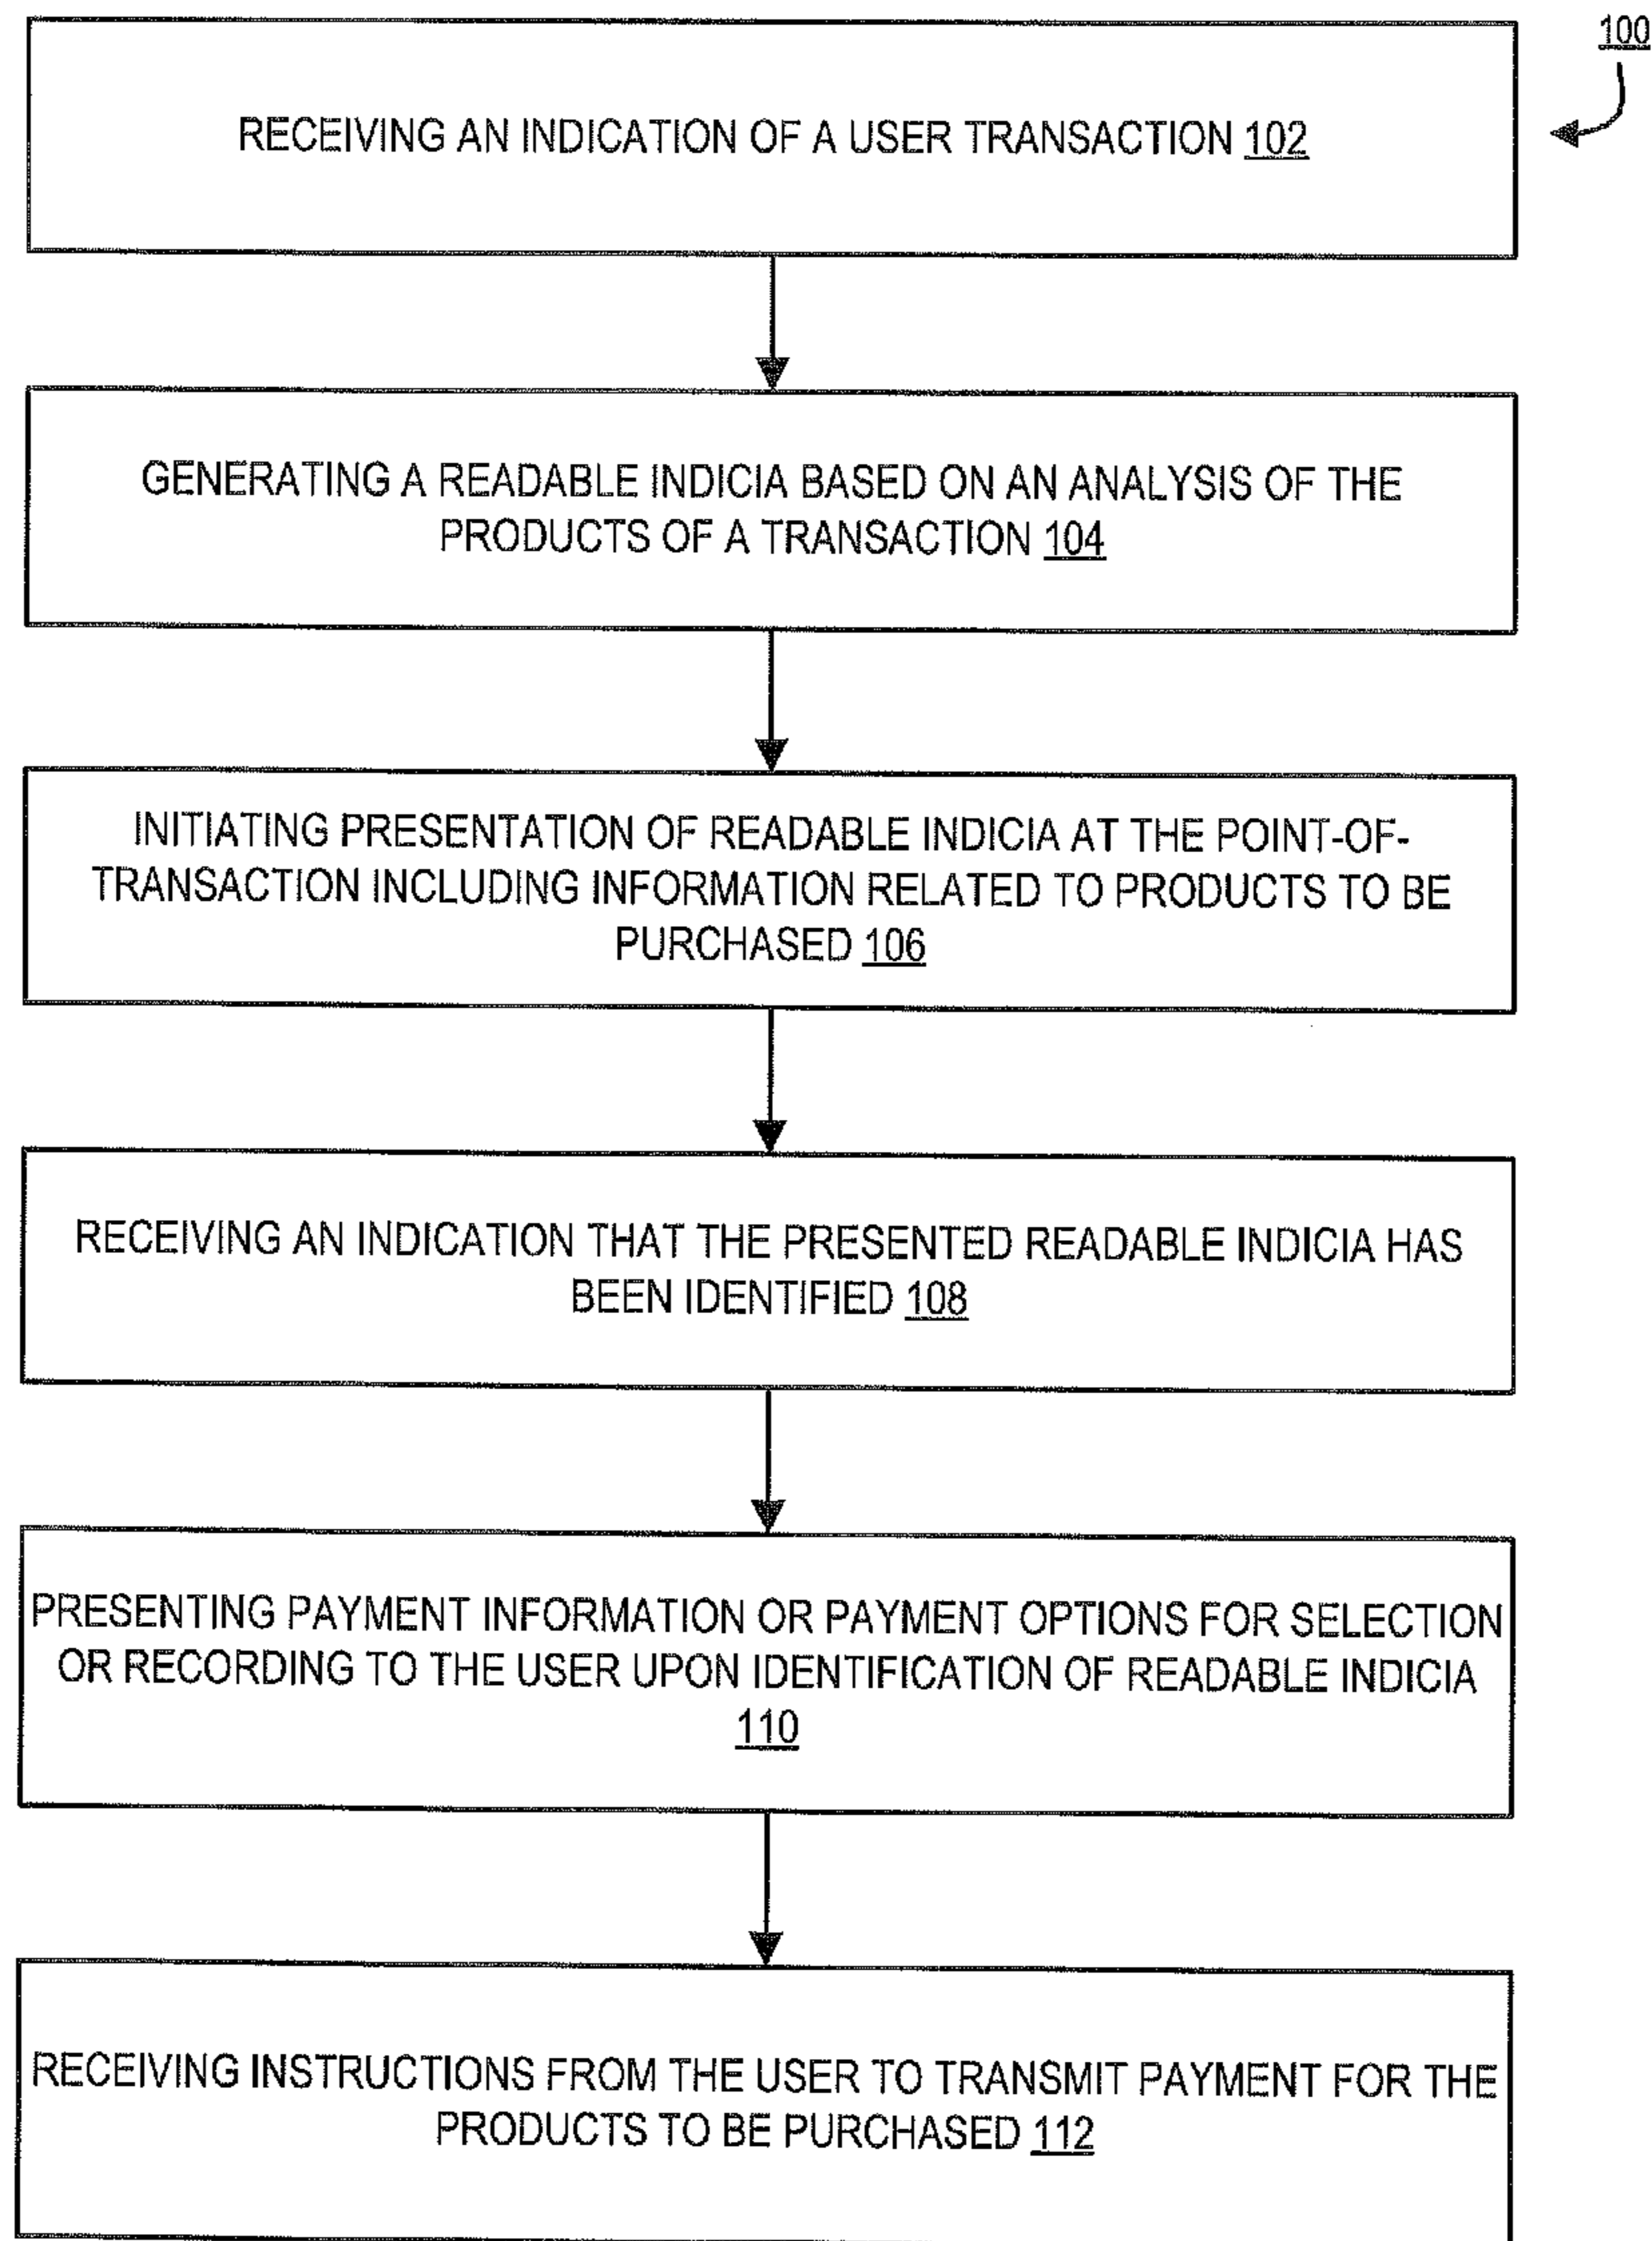 100
RECEIVING AN INDICATION OF A USER TRANSACTION 102
GENERATING A READABLE INDICIA BASED ON AN ANALYSIS OF THE
PRODUCTS OF A TRANSACTION 104
INITIATING PRESENTATION OF READABLE INDICIA AT THE POINT-OF-
TRANSACTION INCLUDING INFORMATION RELATED TO PRODUCTS TO BE
PURCHASED 106
RECEIVING AN INDICATION THAT THE PRESENTED READABLE INDICIA HAS
BEEN IDENTIFIED 108
PRESENTING PAYMENT INFORMATION OR PAYMENT OPTIONS FOR SELECTION
OR RECORDING TO THE USER UPON IDENTIFICATION OF READABLE INDICIA
110
RECEIVING INSTRUCTIONS FROM THE USER TO TRANSMIT PAYMENT FOR THE
PRODUCTS TO BE PURCHASED 112